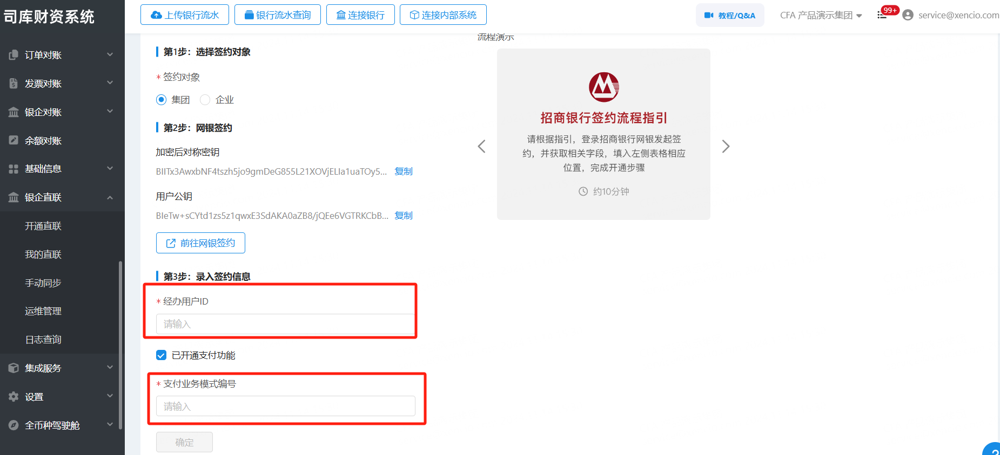 司库财资系统
上传银行流水
银行流水查询
连接银行
连接内部系统
教程/Q&A
CFA 产品演示集团
99+
service@xencio.com
订单对账
发票对账
银企对账
余额对账
基础信息
银企直联
开通直联
我的直联
手动同步
运维管理
日志查询
集成服务
设置
全币种驾驶舱
第1步：选择签约对象
* 签约对象
集团
企业
第2步：网银签约
加密后对称密钥
BIITx3AwxbNF4tszh5jo9gmDeG855L21XOVjELIa1uaTOy5... 复制
用户公钥
BIeTw+sCYtd1zs5z1qwxE3SdAKA0aZB8/jQEe6VGTRKCbB... 复制
前往网银签约
第3步：录入签约信息
* 经办用户ID
请输入
已开通支付功能
* 支付业务模式编号
请输入
确定
流程演示
招商银行签约流程指引
请根据指引，登录招商银行网银发起签
约，并获取相关字段，填入左侧表格相应
位置，完成开通步骤
约10分钟